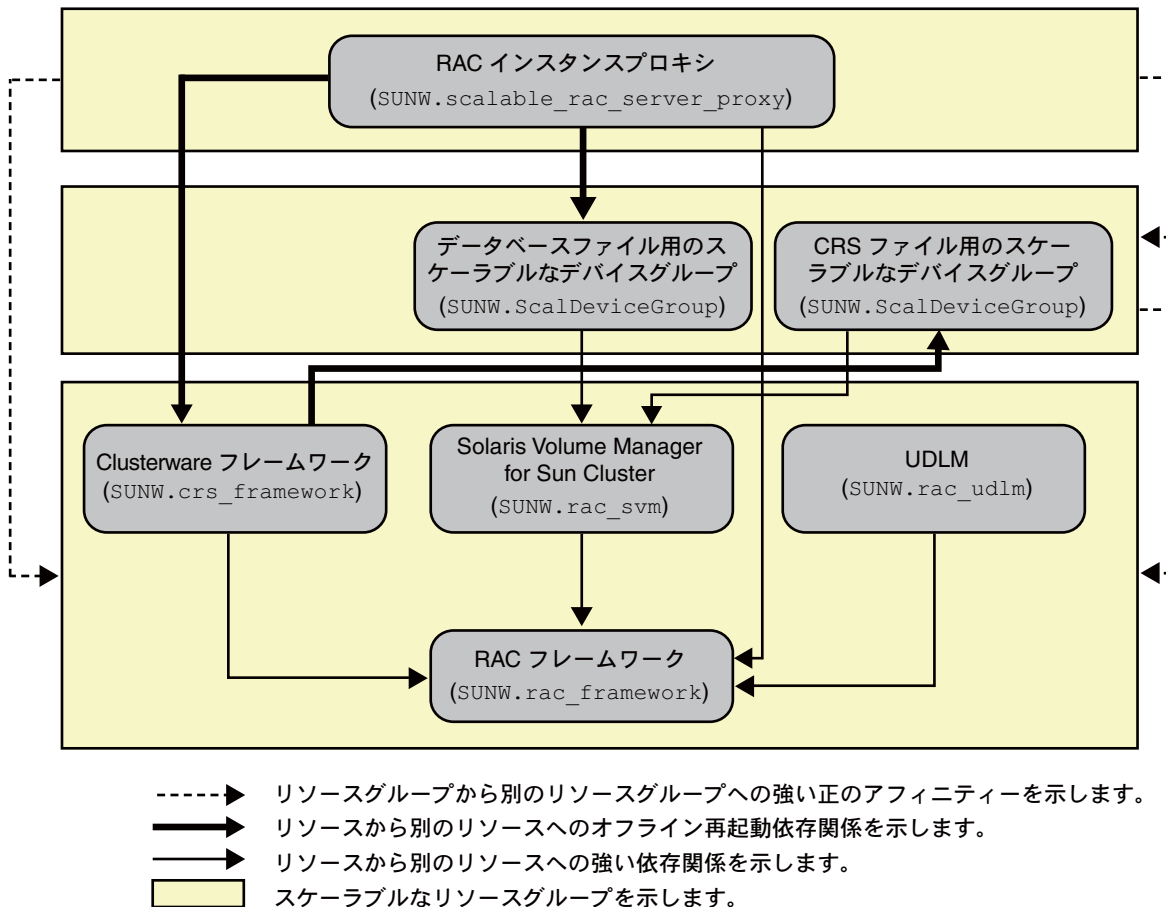 RAC インスタンスプロキシ
(SUNW.scalable_rac_server_proxy)
データベースファイル用のス
ケーラブルなデバイスグループ
(SUNW.ScalDeviceGroup)
CRS ファイル用のスケー
ラブルなデバイスグループ
(SUNW.ScalDeviceGroup)
Clusterware フレームワーク
(SUNW.crs_framework)
Solaris Volume Manager
for Sun Cluster
(SUNW.rac_svm)
UDLM
(SUNW.rac_udlm)
RAC フレームワーク
(SUNW.rac_framework)
リソースグループから別のリソースグループへの強い正のアフィニティーを示します。
リソースから別のリソースへのオフライン再起動依存関係を示します。
リソースから別のリソースへの強い依存関係を示します。
スケーラブルなリソースグループを示します。